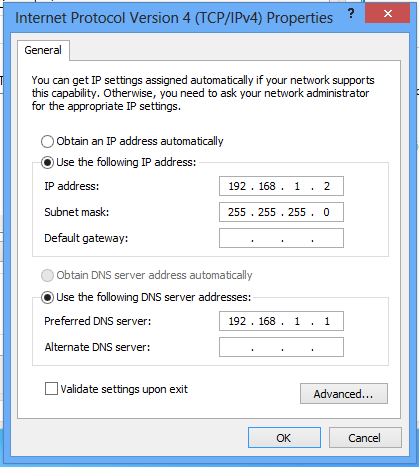 Internet Protocol Version 4 (TCP/IPv4) Properties ?
General
You can get IP settings assigned automatically if your network supports
this capability. Otherwise, you need to ask your network administrator
for the appropriate IP settings.
Obtain an IP address automatically
Use the following IP address:
IP address: 192 . 168 . 1 . 2
Subnet mask: 255 . 255 . 255 . 0
Default gateway: . . .
Obtain DNS server address automatically
Use the following DNS server addresses:
Preferred DNS server: 192 . 168 . 1 . 1
Alternate DNS server: . . .
Validate settings upon exit
Advanced...
OK Cancel